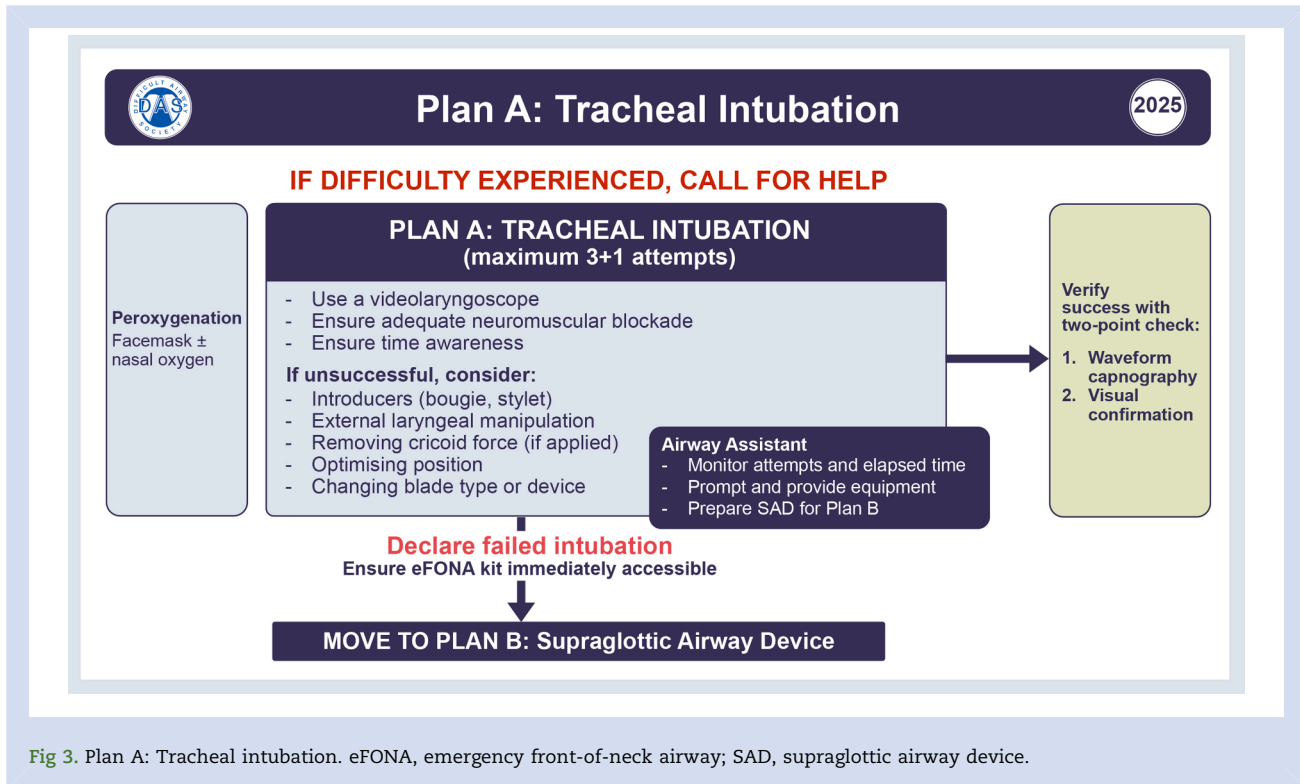 DIFFICULT AIRWAY SOCIETY
DAS
Plan A: Tracheal Intubation
2025
IF DIFFICULTY EXPERIENCED, CALL FOR HELP
Peroxygenation
Facemask ±
nasal oxygen
PLAN A: TRACHEAL INTUBATION
(maximum 3+1 attempts)
- Use a videolaryngoscope
- Ensure adequate neuromuscular blockade
- Ensure time awareness
If unsuccessful, consider:
- Introducers (bougie, stylet)
- External laryngeal manipulation
- Removing cricoid force (if applied)
- Optimising position
- Changing blade type or device
Airway Assistant
- Monitor attempts and elapsed time
- Prompt and provide equipment
- Prepare SAD for Plan B
Verify
success with
two-point check:
1. Waveform
capnography
2. Visual
confirmation
Declare failed intubation
Ensure eFONA kit immediately accessible
MOVE TO PLAN B: Supraglottic Airway Device
Fig 3. Plan A: Tracheal intubation. eFONA, emergency front-of-neck airway; SAD, supraglottic airway device.